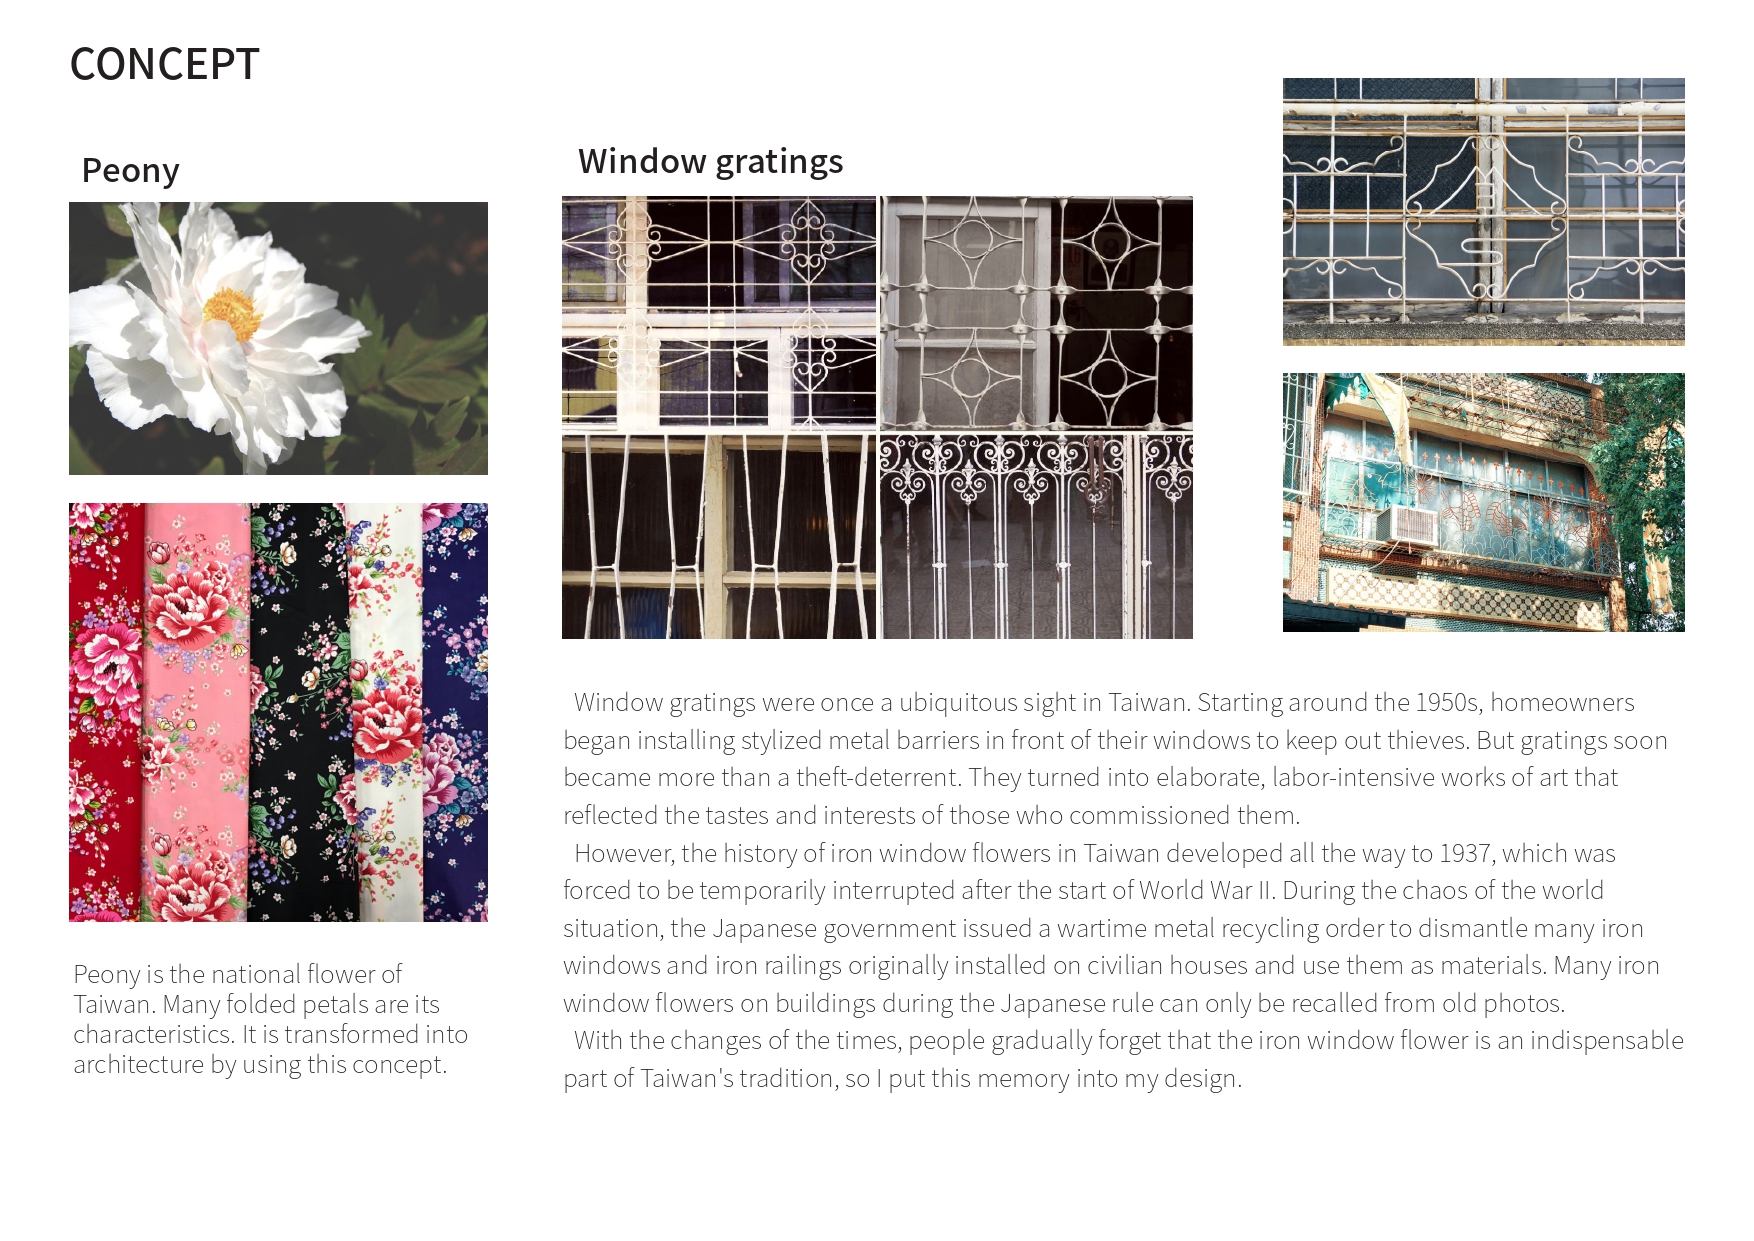 CONCEPT
Peony
Peony is the national flower of
Taiwan. Many folded petals are its
characteristics. It is transformed into
architecture by using this concept.
Window gratings
Window gratings were once a ubiquitous sight in Taiwan. Starting around the 1950s, homeowners
began installing stylized metal barriers in front of their windows to keep out thieves. But gratings soon
became more than a theft-deterrent. They turned into elaborate, labor-intensive works of art that
reflected the tastes and interests of those who commissioned them.
However, the history of iron window flowers in Taiwan developed all the way to 1937, which was
forced to be temporarily interrupted after the start of World War II. During the chaos of the world
situation, the Japanese government issued a wartime metal recycling order to dismantle many iron
windows and iron railings originally installed on civilian houses and use them as materials. Many iron
window flowers on buildings during the Japanese rule can only be recalled from old photos.
With the changes of the times, people gradually forget that the iron window flower is an indispensable
part of Taiwan's tradition, so I put this memory into my design.